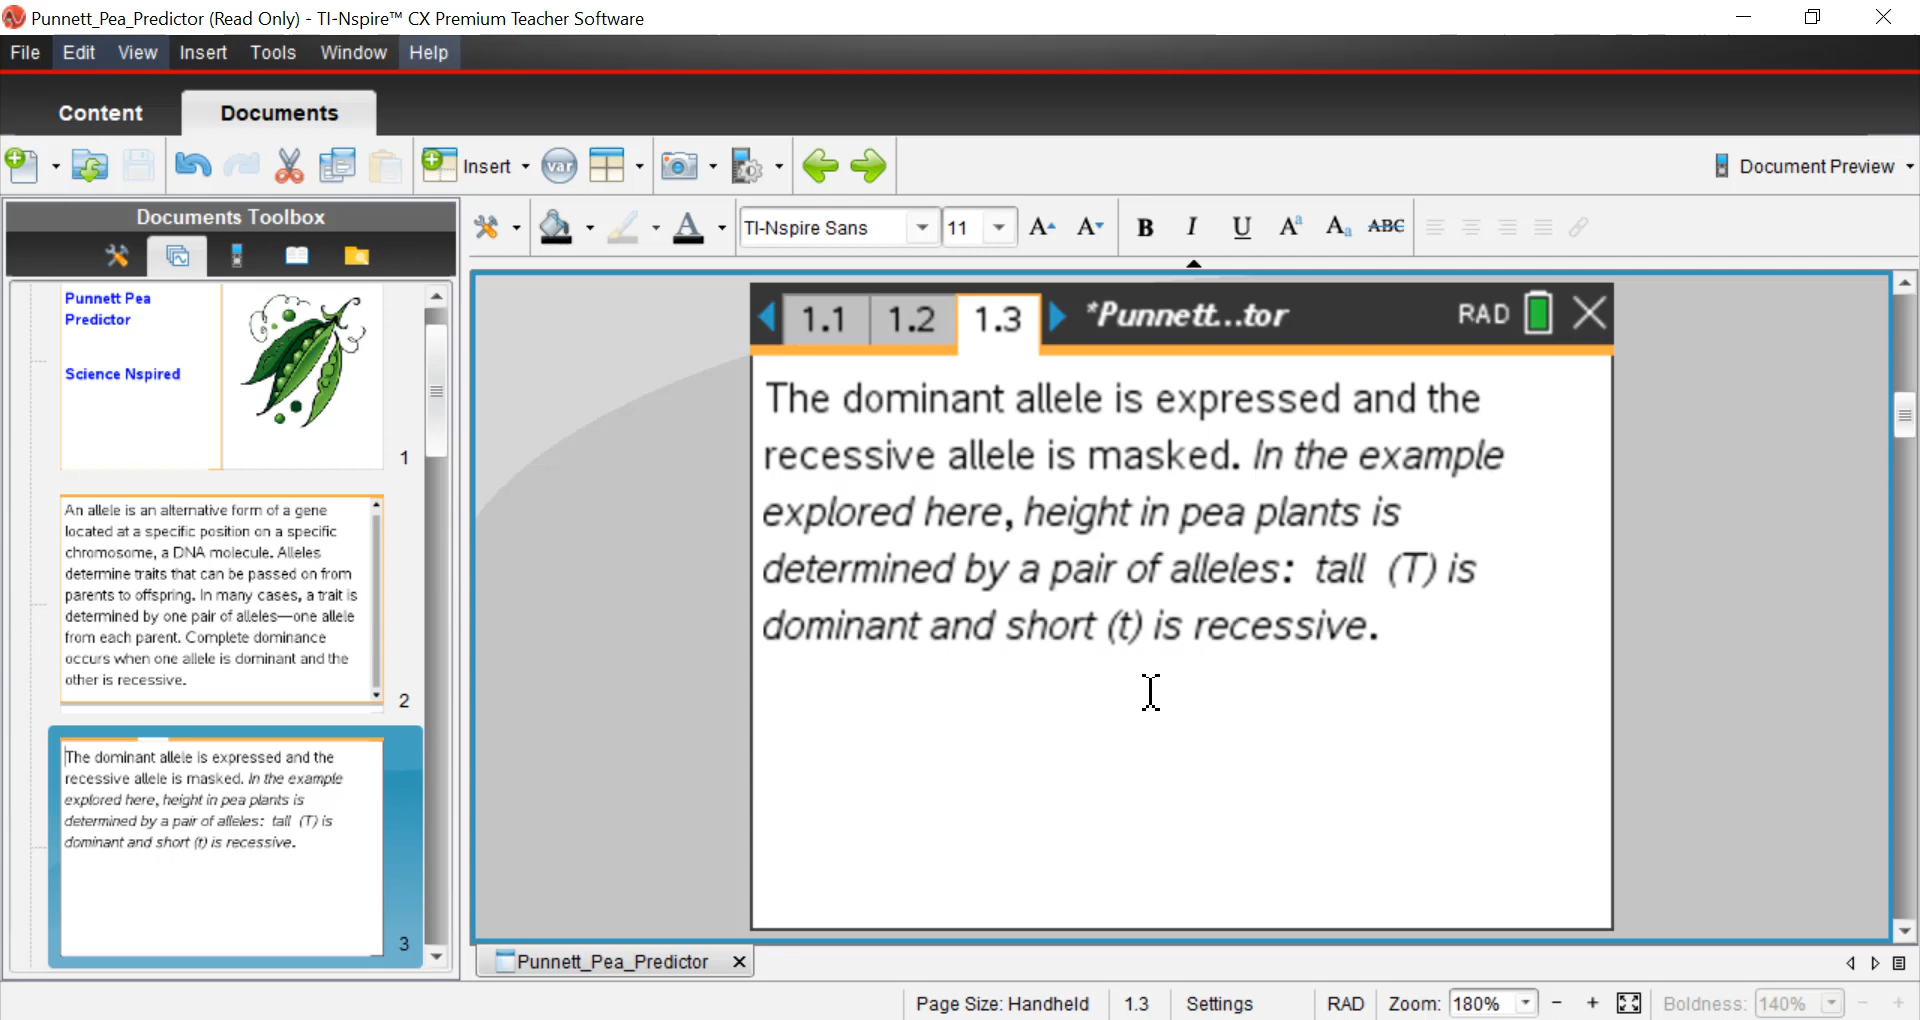 Punnett_Pea_Predictor (Read Only) - TI-Nspire™ CX Premium Teacher Software
File Edit View Insert Tools Window Help
Content Documents
Insert var Document Preview
Documents Toolbox
TI-Nspire Sans 11 B I U ABC
Punnett Pea
Predictor
Science Nspired
1
An allele is an alternative form of a gene
located at a specific position on a specific
chromosome, a DNA molecule. Alleles
determine traits that can be passed on from
parents to offspring. In many cases, a trait is
determined by one pair of alleles—one allele
from each parent. Complete dominance
occurs when one allele is dominant and the
other is recessive.
2
The dominant allele is expressed and the
recessive allele is masked. In the example
explored here, height in pea plants is
determined by a pair of alleles: tall (T) is
dominant and short (t) is recessive.
3
1.1 1.2 1.3 *Punnett...tor RAD
The dominant allele is expressed and the
recessive allele is masked. In the example
explored here, height in pea plants is
determined by a pair of alleles: tall (T) is
dominant and short (t) is recessive.
Punnett_Pea_Predictor
Page Size: Handheld 1.3 Settings RAD Zoom: 180% Boldness: 140%